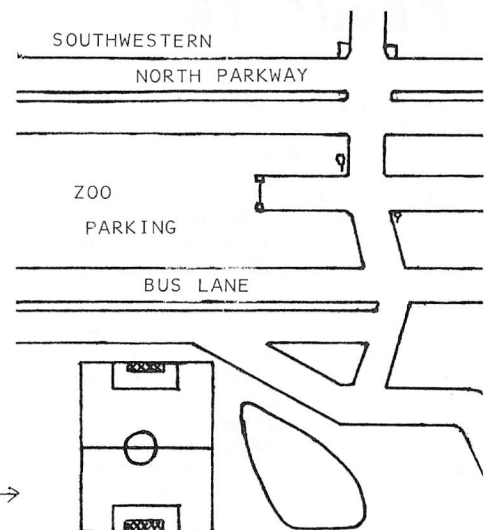 SOUTHWESTERN
NORTH PARKWAY
ZOO
PARKING
BUS LANE